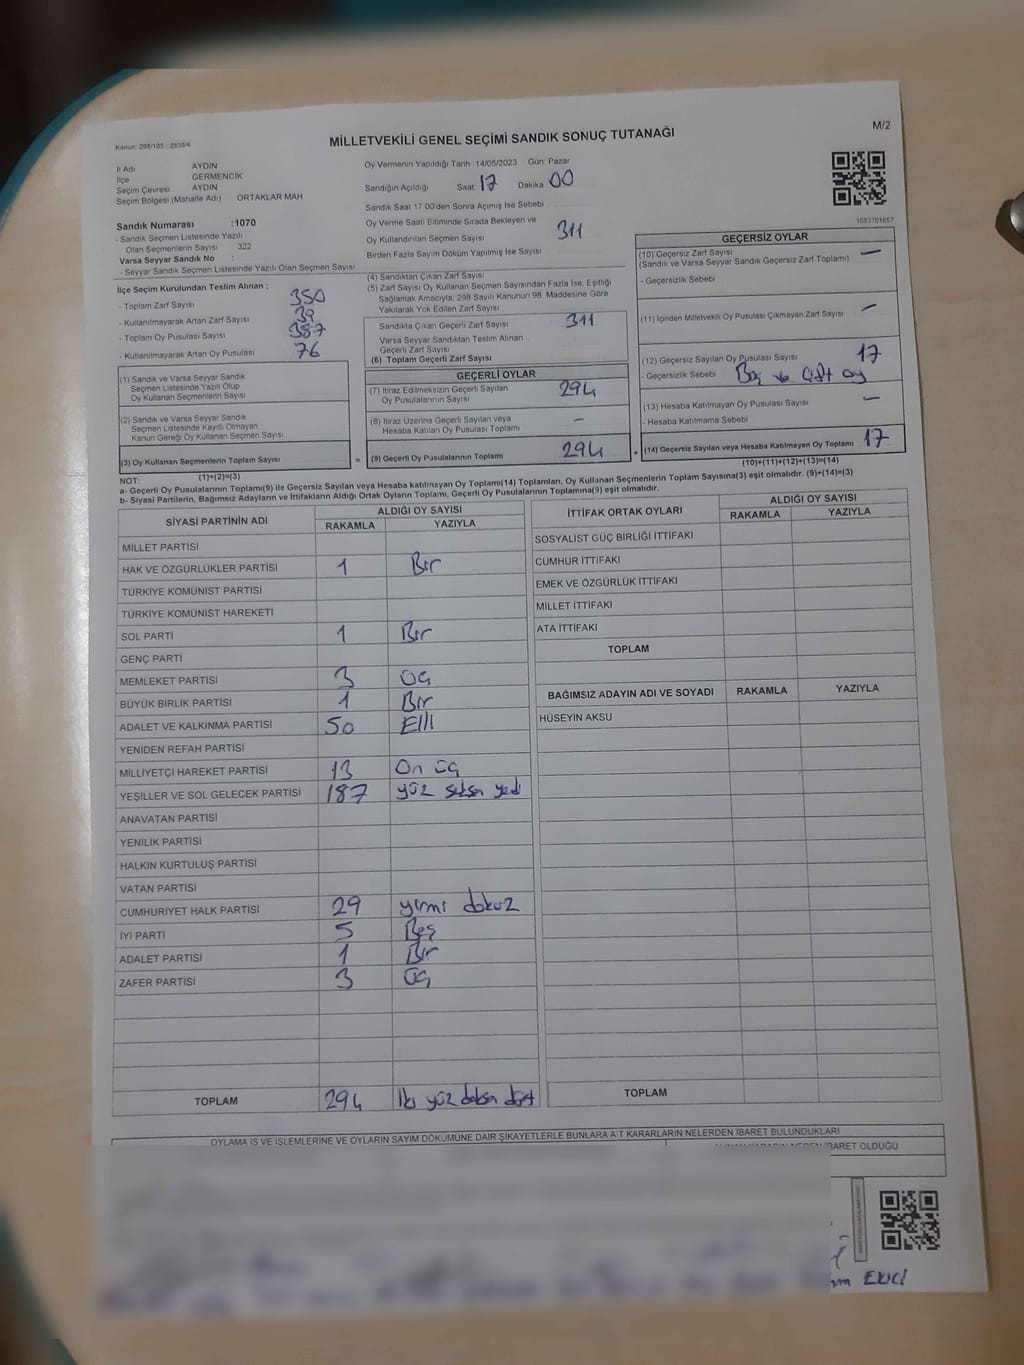 Kanun: 298/105 , 2839/4
MİLLETVEKİLİ GENEL SEÇİMİ SANDIK SONUÇ TUTANAĞI
M/2
İl Adı AYDIN
İlçe GERMENCİK
Seçim Çevresi AYDIN
Seçim Bölgesi (Mahalle Adı) ORTAKLAR MAH
Sandık Numarası :1070
- Sandık Seçmen Listesinde Yazılı
Olan Seçmenlerin Sayısı 322
Varsa Seyyar Sandık No :
- Seyyar Sandık Seçmen Listesinde Yazılı Olan Seçmen Sayısı
Oy Vermenin Yapıldığı Tarih 14/05/2023 Gün Pazar
Sandığın Açıldığı Saat 17 Dakika 00
Sandık Saat 17:00'den Sonra Açılmış İse Sebebi
Oy Verme Saati Bitiminde Sırada Bekleyen ve
Oy Kullandırılan Seçmen Sayısı 311
Birden Fazla Sayım Döküm Yapılmış İse Sayısı
1083701657
İlçe Seçim Kurulundan Teslim Alınan ;
- Toplam Zarf Sayısı 350
- Kullanılmayarak Artan Zarf Sayısı 39
- Toplam Oy Pusulası Sayısı 387
- Kullanılmayarak Artan Oy Pusulası 76
(1) Sandık ve Varsa Seyyar Sandık
Seçmen Listesinde Yazılı Olup
Oy Kullanan Seçmenlerin Sayısı
(2) Sandık ve Varsa Seyyar Sandık
Seçmen Listesinde Kayıtlı Olmayan
Kanun Gereği Oy Kullanan Seçmen Sayısı
(3) Oy Kullanan Seçmenlerin Toplam Sayısı
(4) Sandıktan Çıkan Zarf Sayısı
(5) Zarf Sayısı Oy Kullanan Seçmen Sayısından Fazla İse, Eşitliği
Sağlamak Amacıyla, 298 Sayılı Kanunun 98. Maddesine Göre
Yakılarak Yok Edilen Zarf Sayısı
Sandıkta Çıkan Geçerli Zarf Sayısı 311
Varsa Seyyar Sandıktan Teslim Alınan
Geçerli Zarf Sayısı
(6) Toplam Geçerli Zarf Sayısı
GEÇERLİ OYLAR
(7) İtiraz Edilmeksizin Geçerli Sayılan
Oy Pusulalarının Sayısı 294
(8) İtiraz Üzerine Geçerli Sayılan veya
Hesaba Katılan Oy Pusulası Toplamı –
= (9) Geçerli Oy Pusulalarının Toplamı 294
GEÇERSİZ OYLAR
(10) Geçersiz Zarf Sayısı –
(Sandık ve Varsa Seyyar Sandık Geçersiz Zarf Toplamı)
- Geçersizlik Sebebi
(11) İçinden Milletvekili Oy Pusulası Çıkmayan Zarf Sayısı –
(12) Geçersiz Sayılan Oy Pusulası Sayısı 17
- Geçersizlik Sebebi Boş ve Çift oy
(13) Hesaba Katılmayan Oy Pusulası Sayısı –
- Hesaba Katılmama Sebebi
+ (14) Geçersiz Sayılan veya Hesaba Katılmayan Oy Toplamı 17
NOT: (1)+(2)=(3)
(10)+(11)+(12)+(13)=(14)
a- Geçerli Oy Pusulalarının Toplamı(9) ile Geçersiz Sayılan veya Hesaba katılmayan Oy Toplamı(14) Toplamları, Oy Kullanan Seçmenlerin Toplam Sayısına(3) eşit olmalıdır. (9)+(14)=(3)
b- Siyasi Partilerin, Bağımsız Adayların ve İttifakların Aldığı Ortak Oyların Toplamı, Geçerli Oy Pusulalarının Toplamına(9) eşit olmalıdır.
SİYASİ PARTİNİN ADI ALDIĞI OY SAYISI
RAKAMLA YAZIYLA
MİLLET PARTİSİ
HAK VE ÖZGÜRLÜKLER PARTİSİ 1 Bir
TÜRKİYE KOMÜNİST PARTİSİ
TÜRKİYE KOMÜNİST HAREKETİ
SOL PARTİ 1 Bir
GENÇ PARTİ
MEMLEKET PARTİSİ 3 Üç
BÜYÜK BİRLİK PARTİSİ 1 Bir
ADALET VE KALKINMA PARTİSİ 50 Elli
YENİDEN REFAH PARTİSİ
MİLLİYETÇİ HAREKET PARTİSİ 13 On üç
YEŞİLLER VE SOL GELECEK PARTİSİ 187 yüz seksen yedi
ANAVATAN PARTİSİ
YENİLİK PARTİSİ
HALKIN KURTULUŞ PARTİSİ
VATAN PARTİSİ
CUMHURİYET HALK PARTİSİ 29 yirmi dokuz
İYİ PARTİ 5 Beş
ADALET PARTİSİ 1 Bir
ZAFER PARTİSİ 3 Üç
TOPLAM 294 İki yüz doksan dört
İTTİFAK ORTAK OYLARI ALDIĞI OY SAYISI
RAKAMLA YAZIYLA
SOSYALİST GÜÇ BİRLİĞİ İTTİFAKI
CUMHUR İTTİFAKI
EMEK VE ÖZGÜRLÜK İTTİFAKI
MİLLET İTTİFAKI
ATA İTTİFAKI
TOPLAM
BAĞIMSIZ ADAYIN ADI VE SOYADI RAKAMLA YAZIYLA
HÜSEYİN AKSU
TOPLAM
OYLAMA İŞ VE İŞLEMLERİNE VE OYLARIN SAYIM DÖKÜMÜNE DAİR ŞİKAYETLERLE BUNLARA AİT KARARLARIN NELERDEN İBARET BULUNDUKLARI
İBARET OLDUĞU
EKİCİ